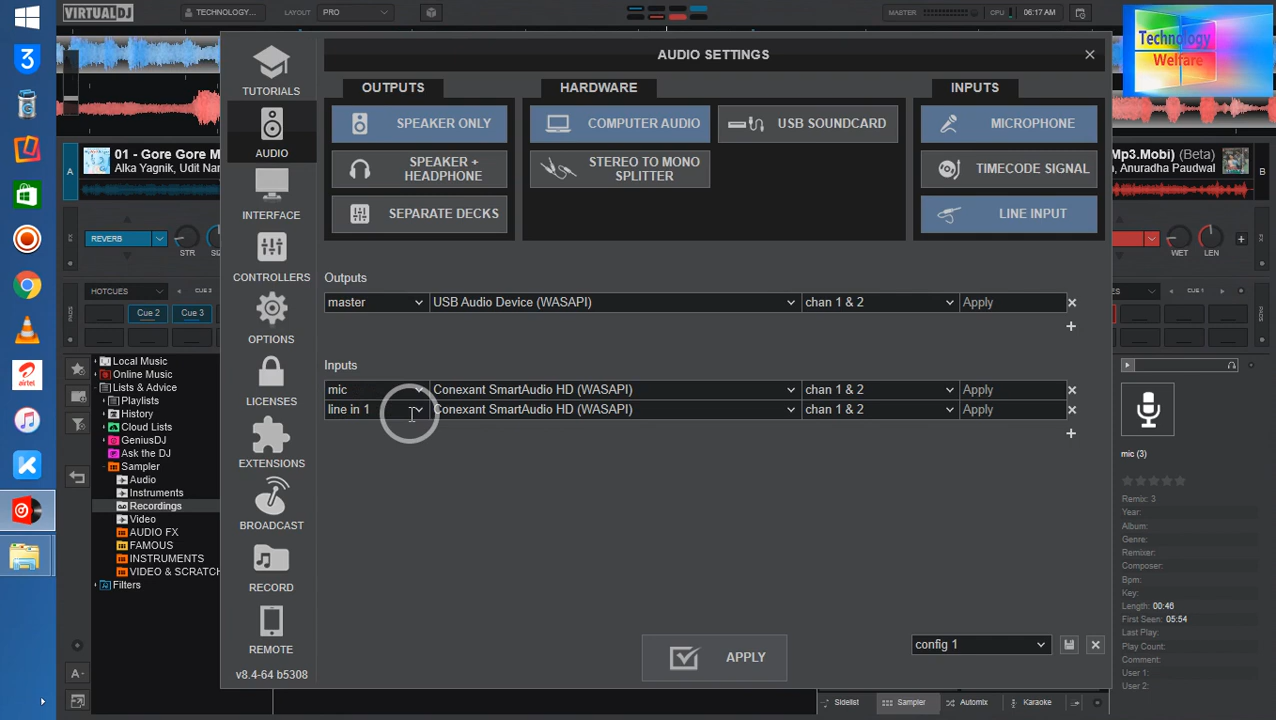 VIRTUALDJ
TECHNOLOGY...
LAYOUT
PRO
MASTER
CPU
06:17 AM
Technology
Welfare
AUDIO SETTINGS
TUTORIALS
AUDIO
INTERFACE
CONTROLLERS
OPTIONS
LICENSES
EXTENSIONS
BROADCAST
RECORD
REMOTE
v8.4-64 b5308
OUTPUTS
HARDWARE
INPUTS
SPEAKER ONLY
COMPUTER AUDIO
USB SOUNDCARD
MICROPHONE
SPEAKER +
HEADPHONE
STEREO TO MONO
SPLITTER
TIMECODE SIGNAL
SEPARATE DECKS
LINE INPUT
Outputs
master
USB Audio Device (WASAPI)
chan 1 & 2
Apply
Inputs
mic
Conexant SmartAudio HD (WASAPI)
chan 1 & 2
Apply
line in 1
Conexant SmartAudio HD (WASAPI)
chan 1 & 2
Apply
APPLY
config 1
A
01 - Gore Gore M
Alka Yagnik, Udit Nar
Mp3.Mobi) (Beta)
, Anuradha Paudwal
B
FX
REVERB
STR
WET
LEN
HOTCUES
CUE 3
Cue 2
Cue 3
CUE 1
PADS
Local Music
Online Music
Lists & Advice
Playlists
History
Cloud Lists
GeniusDJ
Ask the DJ
Sampler
Audio
Instruments
Recordings
Video
AUDIO FX
FAMOUS
INSTRUMENTS
VIDEO & SCRATCH
Filters
A-
airtel
mic (3)
Remix: 3
Year:
Album:
Genre:
Remixer:
Composer:
Bpm:
Key:
Length: 00:46
First Seen: 05:54
Last Play:
Play Count:
Comment:
User 1:
User 2:
Sidelist
Sampler
Automix
Karaoke